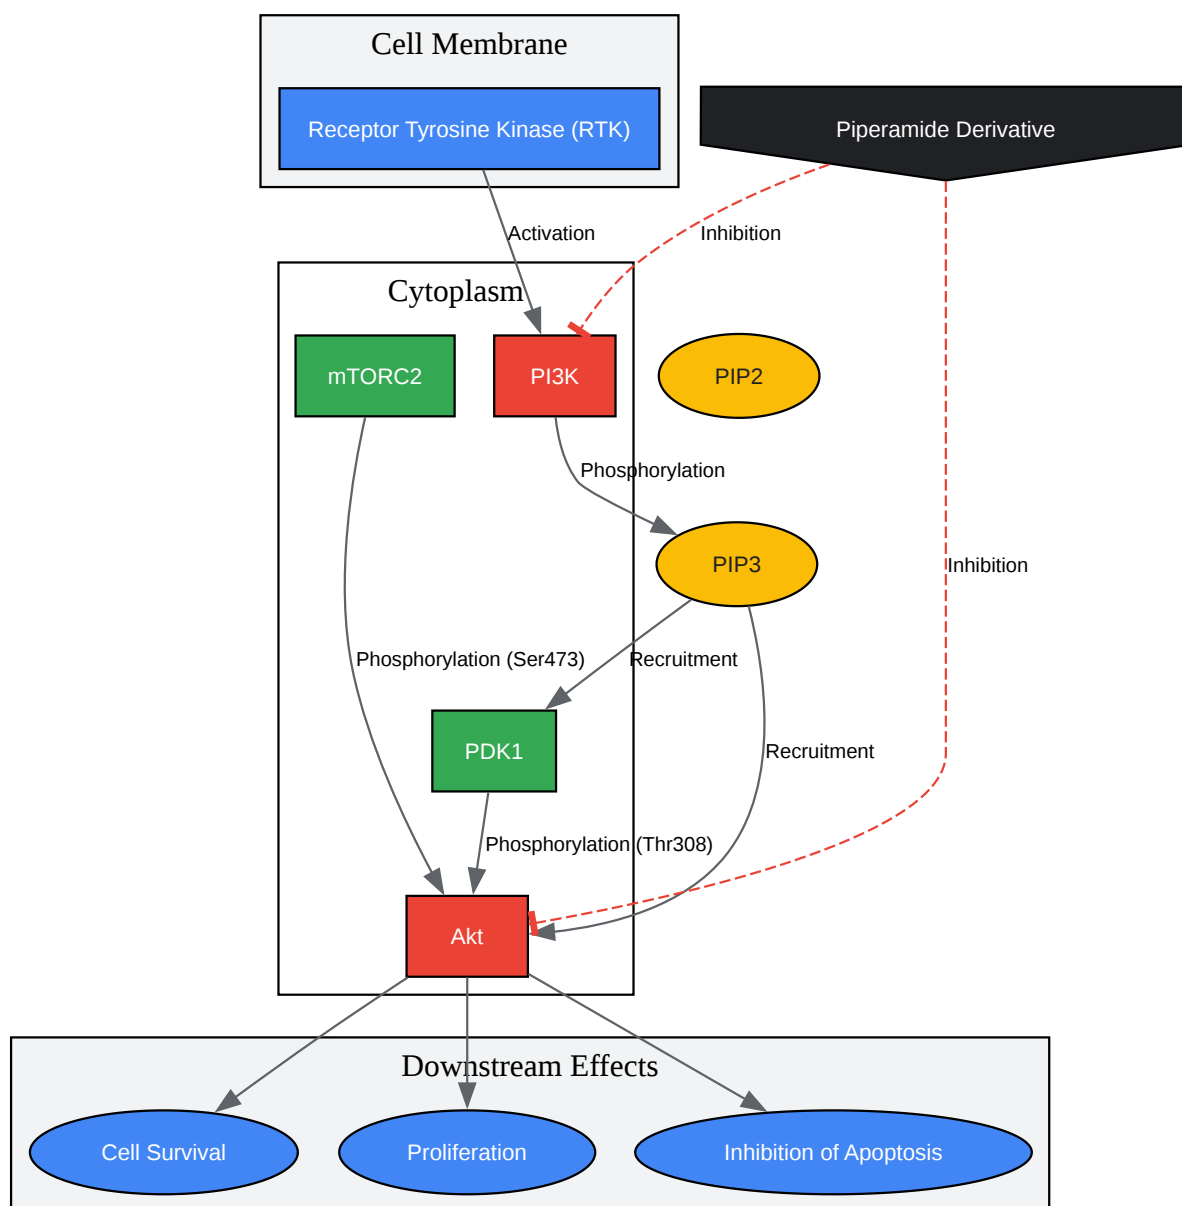 Cell Membrane
Receptor Tyrosine Kinase (RTK)
Piperamide Derivative
Activation
Inhibition
Cytoplasm
mTORC2
PI3K
PIP2
Phosphorylation
PIP3
Inhibition
Phosphorylation (Ser473)
Recruitment
PDK1
Recruitment
Phosphorylation (Thr308)
Akt
Downstream Effects
Cell Survival
Proliferation
Inhibition of Apoptosis